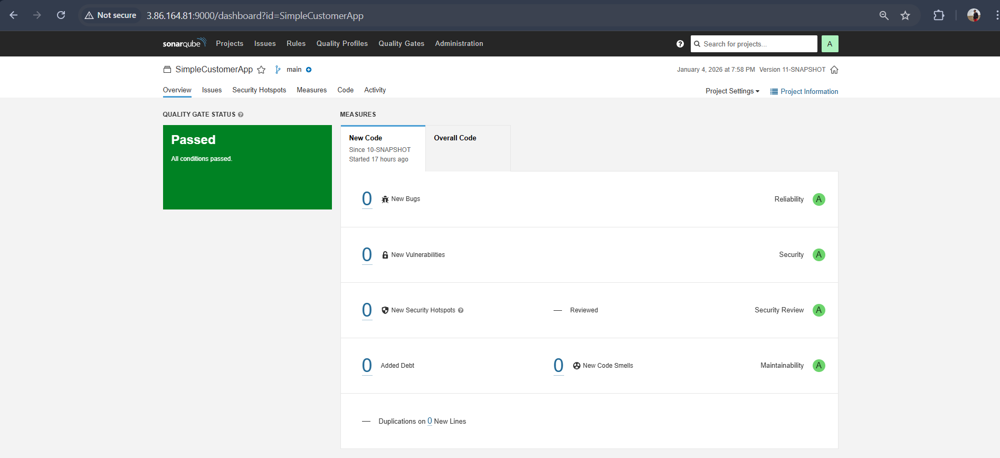 Not secure 3.86.164.81:9000/dashboard?id=SimpleCustomerApp
sonarqube Projects Issues Rules Quality Profiles Quality Gates Administration ? Search for projects... A
SimpleCustomerApp main January 4, 2026 at 7:58 PM Version 11-SNAPSHOT
Overview Issues Security Hotspots Measures Code Activity Project Settings Project Information
QUALITY GATE STATUS ? MEASURES
Passed
All conditions passed.
New Code
Since 10-SNAPSHOT
Started 17 hours ago
Overall Code
0 New Bugs Reliability A
0 New Vulnerabilities Security A
0 New Security Hotspots ? — Reviewed Security Review A
0 Added Debt 0 New Code Smells Maintainability A
— Duplications on 0 New Lines